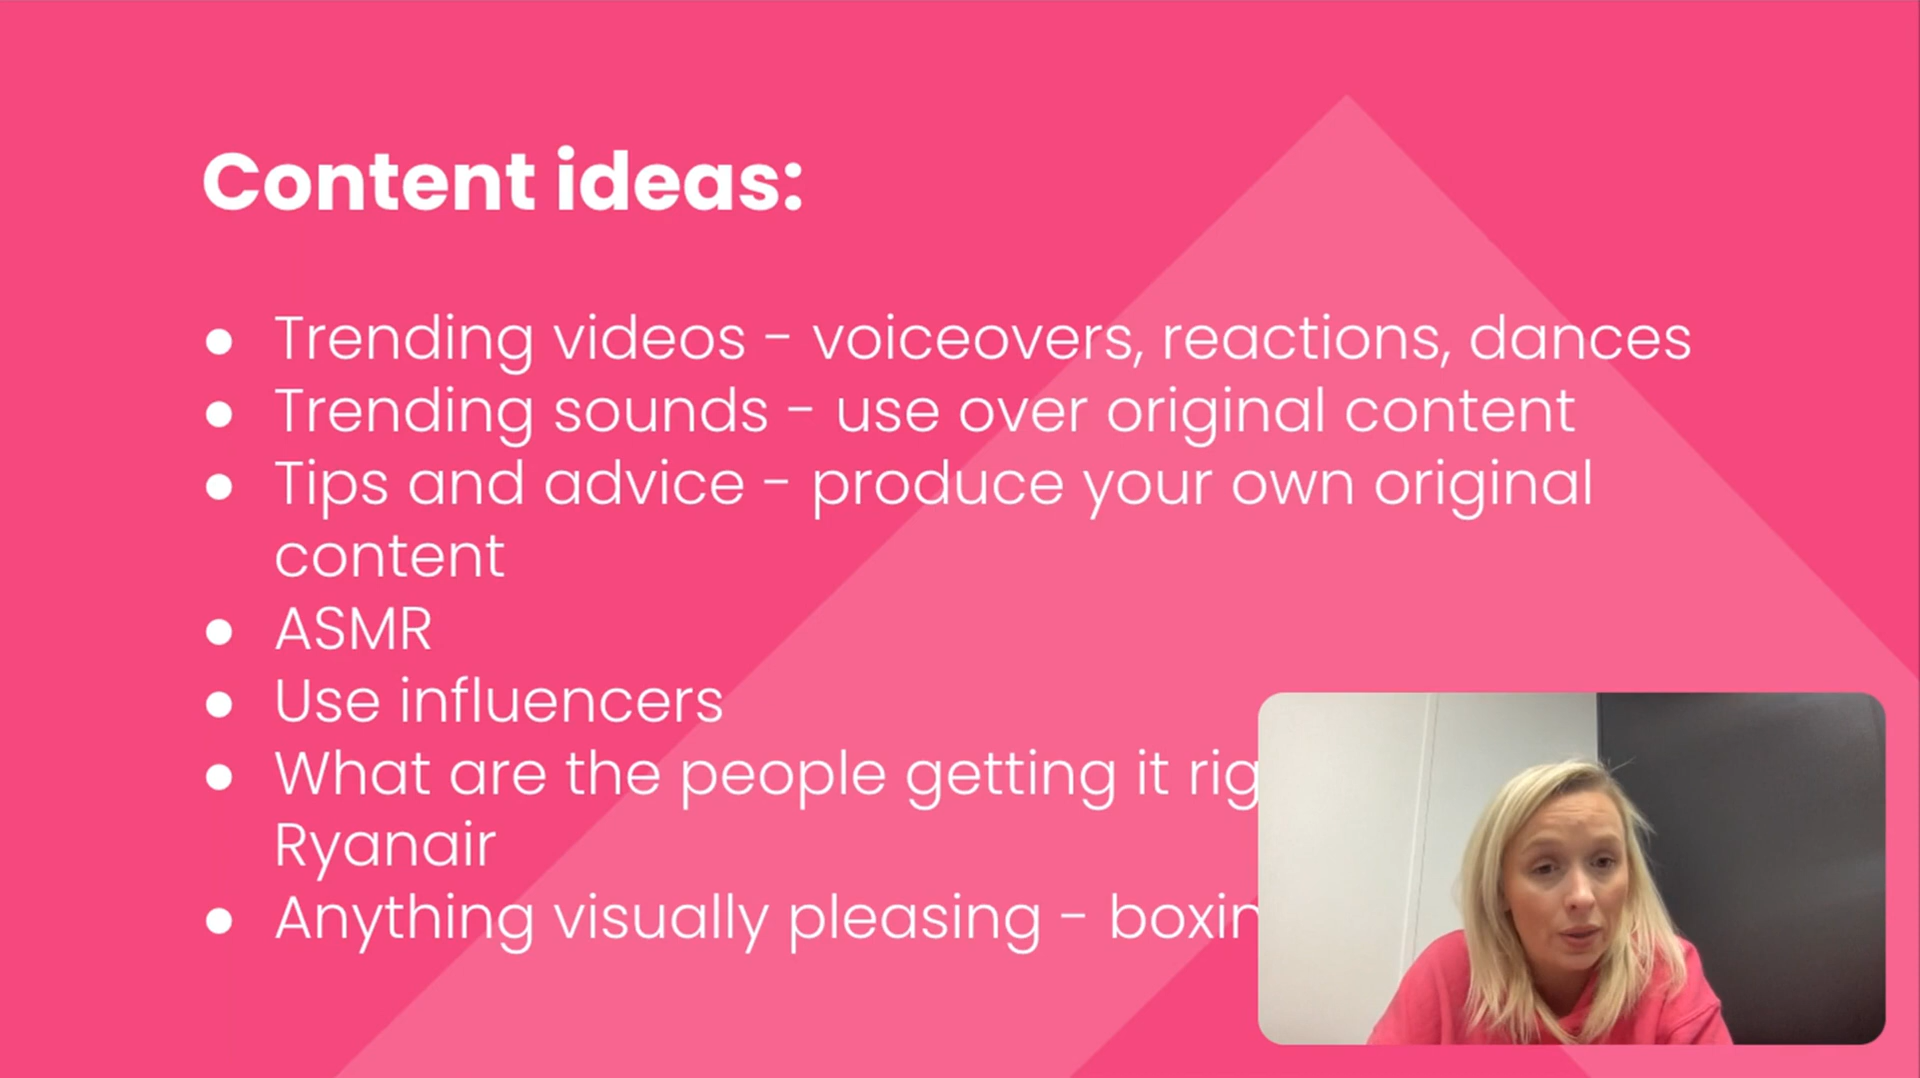 Content ideas:
● Trending videos - voiceovers, reactions, dances
● Trending sounds - use over original content
● Tips and advice - produce your own original
content
● ASMR
● Use influencers
● What are the people getting it
Ryanair
● Anything visually pleasing -